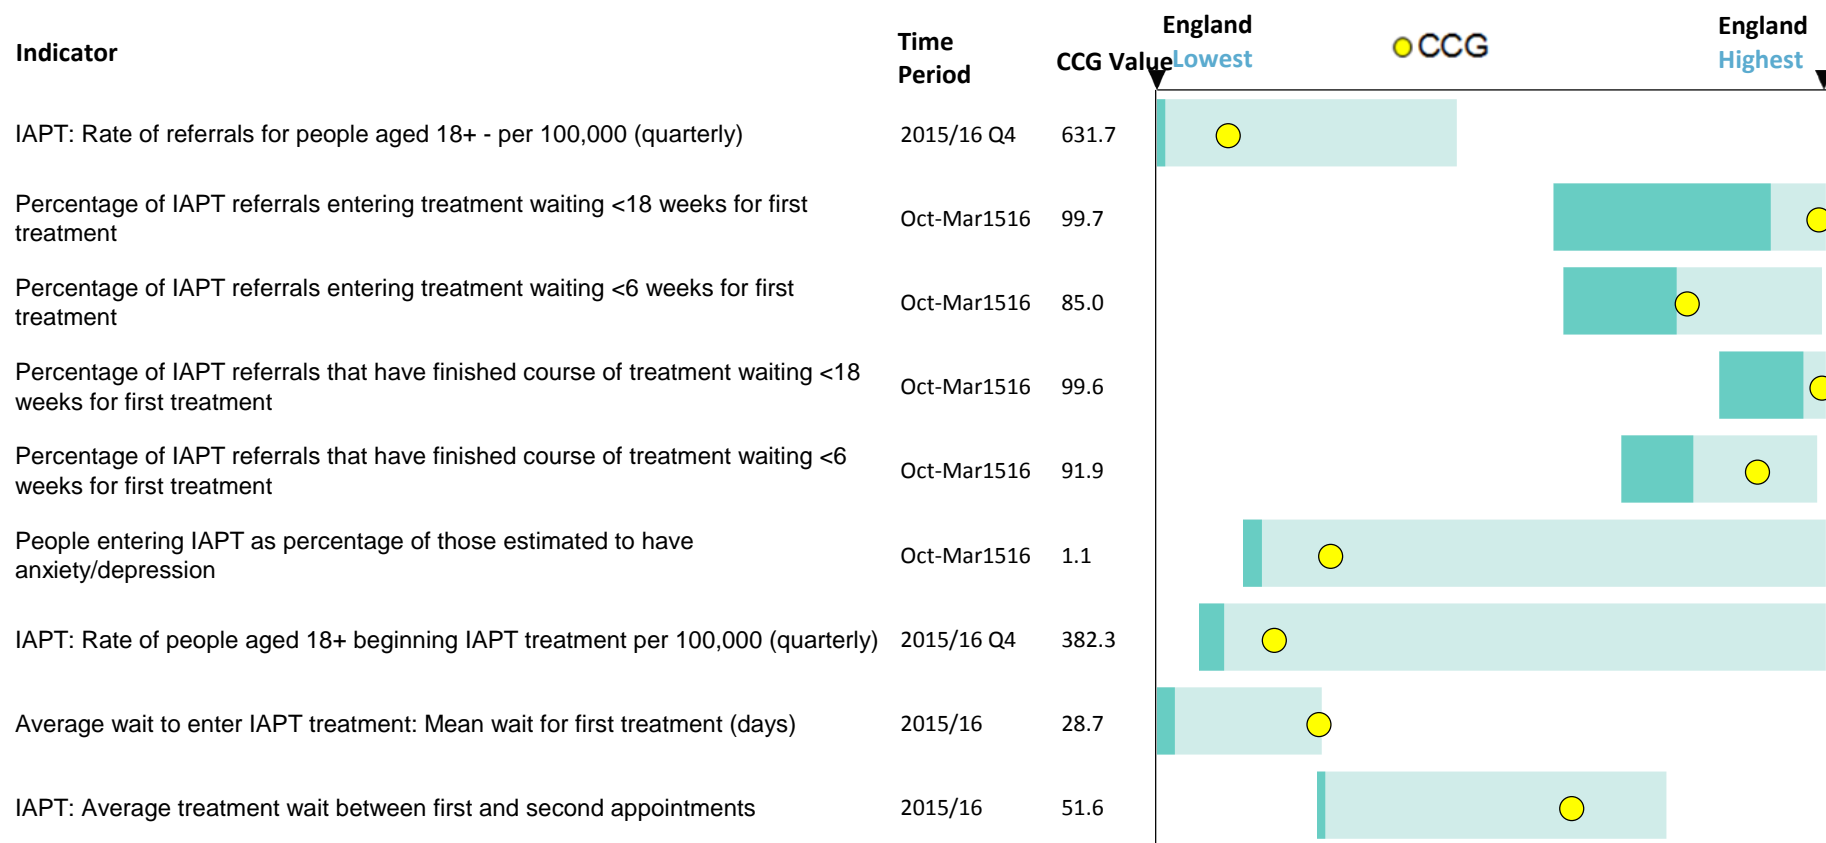 Indicator
Time
Period
CCG Value
England
Lowest
CCG
England
Highest
IAPT: Rate of referrals for people aged 18+ - per 100,000 (quarterly) 2015/16 Q4 631.7
Percentage of IAPT referrals entering treatment waiting <18 weeks for first
treatment
Oct-Mar1516 99.7
Percentage of IAPT referrals entering treatment waiting <6 weeks for first
treatment
Oct-Mar1516 85.0
Percentage of IAPT referrals that have finished course of treatment waiting <18
weeks for first treatment
Oct-Mar1516 99.6
Percentage of IAPT referrals that have finished course of treatment waiting <6
weeks for first treatment
Oct-Mar1516 91.9
People entering IAPT as percentage of those estimated to have
anxiety/depression
Oct-Mar1516 1.1
IAPT: Rate of people aged 18+ beginning IAPT treatment per 100,000 (quarterly) 2015/16 Q4 382.3
Average wait to enter IAPT treatment: Mean wait for first treatment (days) 2015/16 28.7
IAPT: Average treatment wait between first and second appointments 2015/16 51.6